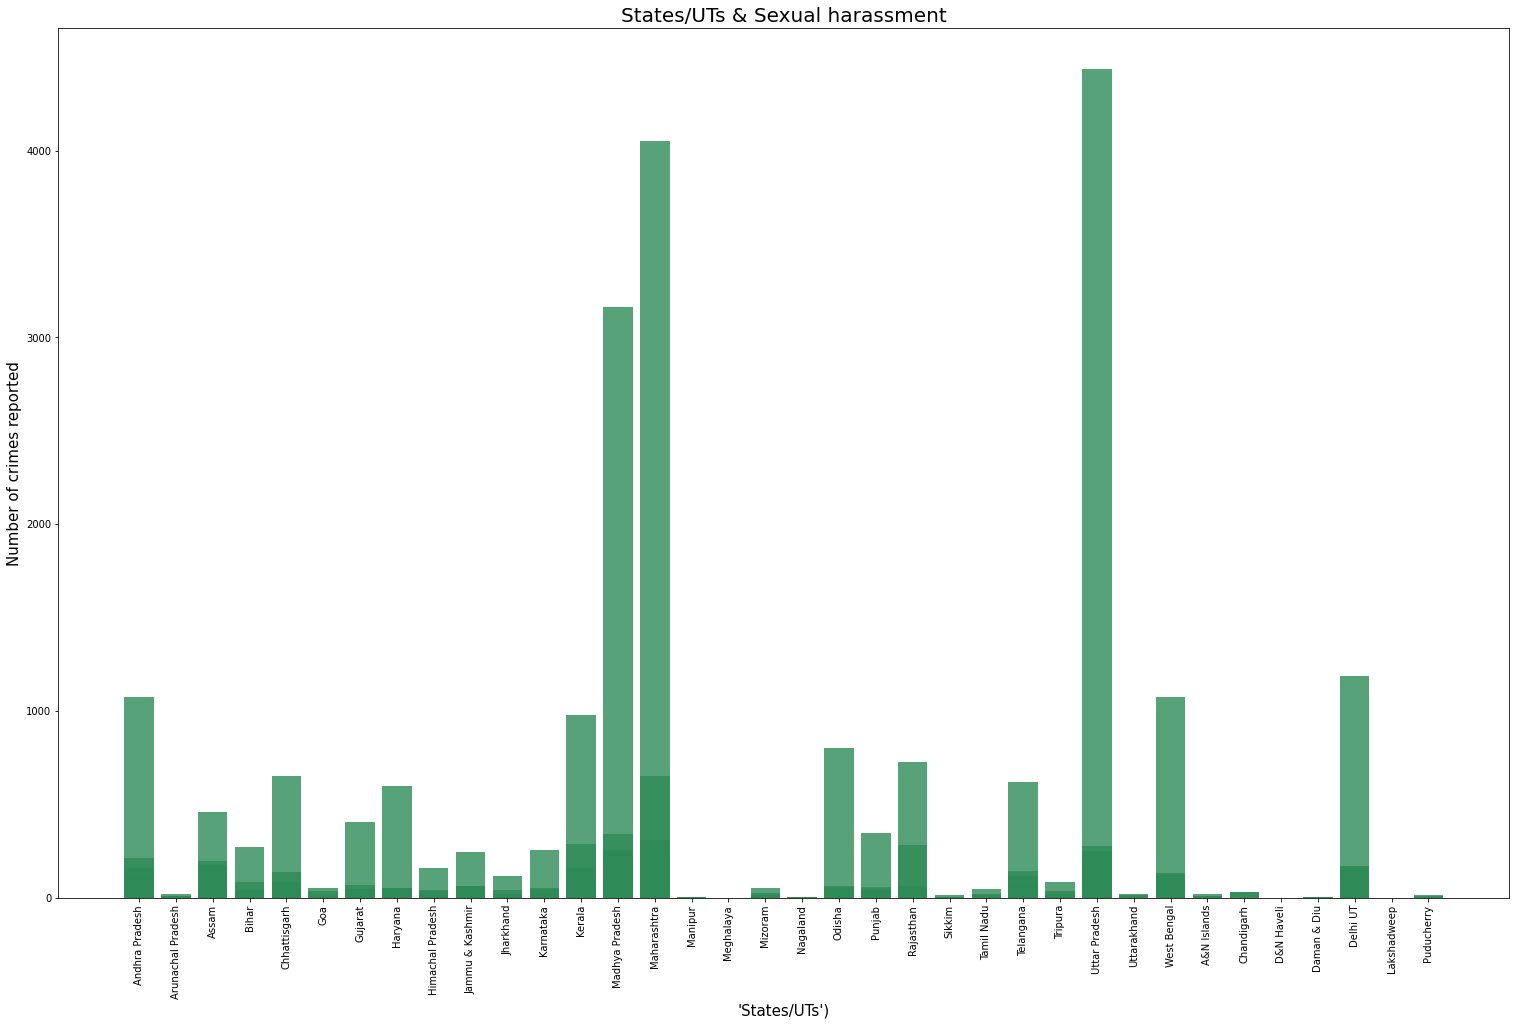 States/UTs & Sexual harassment
Number of crimes reported
4000
3000
2000
1000
0
Andhra Pradesh
Arunachal Pradesh
Assam
Bihar
Chhattisgarh
Goa
Gujarat
Haryana
Himachal Pradesh
Jammu & Kashmir
Jharkhand
Karnataka
Kerala
Madhya Pradesh
Maharashtra
Manipur
Meghalaya
Mizoram
Nagaland
Odisha
Punjab
Rajasthan
Sikkim
Tamil Nadu
Telangana
Tripura
Uttar Pradesh
Uttarakhand
West Bengal
A&N Islands
Chandigarh
D&N Haveli
Daman & Diu
Delhi UT
Lakshadweep
Puducherry
'States/UTs')